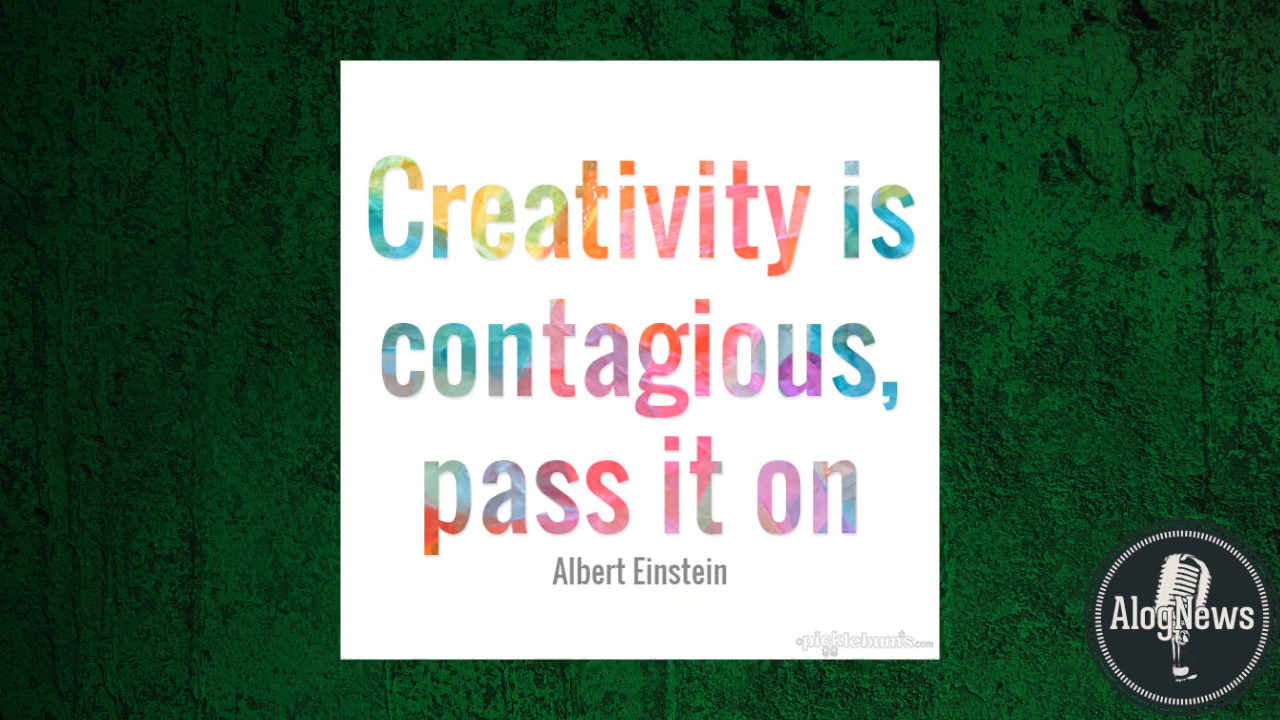 Creativity is
contagious,
pass it on
Albert Einstein
picklebums.com
AlogNews